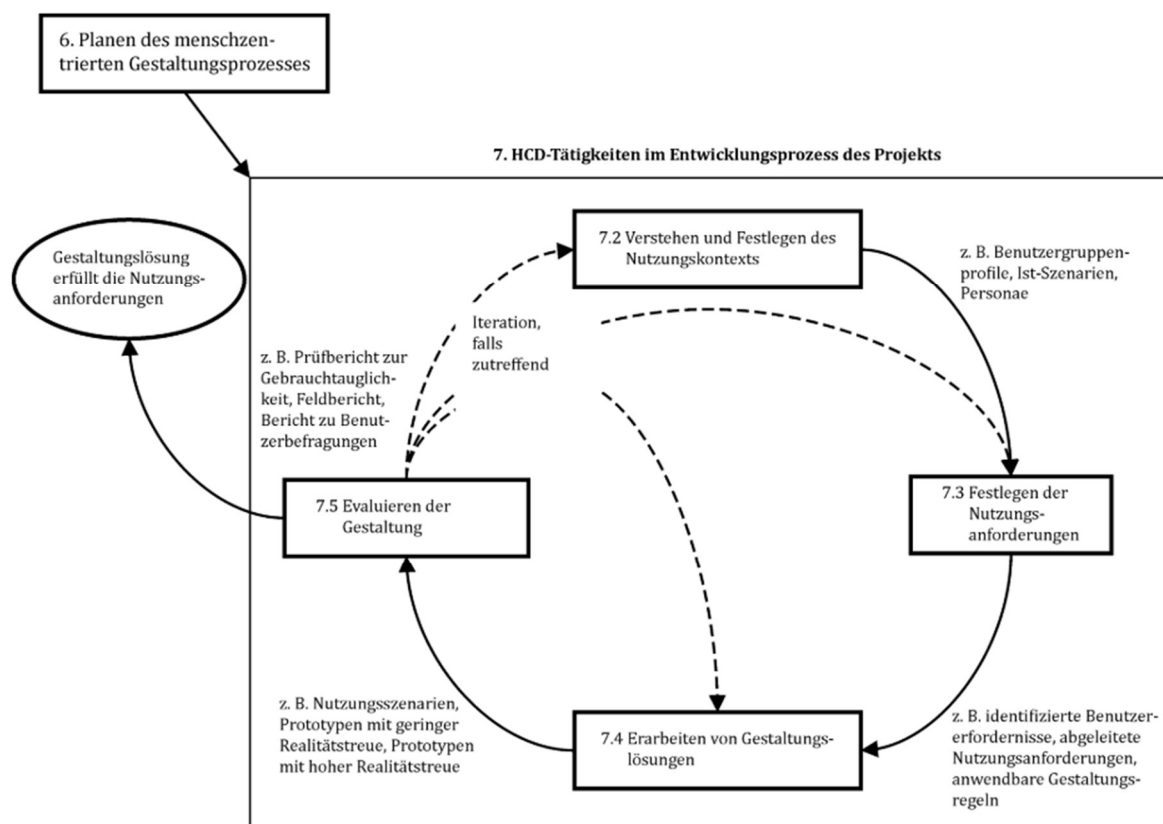 6. Planen des menschzen-
trierten Gestaltungsprozesses
7. HCD-Tätigkeiten im Entwicklungsprozess des Projekts
Gestaltungslösung
erfüllt die Nutzungs-
anforderungen
7.2 Verstehen und Festlegen des
Nutzungskontexts
z. B. Benutzergruppen-
profile, Ist-Szenarien,
Personae
Iteration,
falls
zutreffend
z. B. Prüfbericht zur
Gebrauchtauglich-
keit, Feldbericht,
Bericht zu Benut-
zerbefragungen
7.5 Evaluieren der
Gestaltung
7.3 Festlegen der
Nutzungs-
anforderungen
z. B. Nutzungsszenarien,
Prototypen mit geringer
Realitätstreue, Prototypen
mit hoher Realitätstreue
7.4 Erarbeiten von Gestaltungs-
lösungen
z. B. identifizierte Benutzer-
erfordernisse, abgeleitete
Nutzungsanforderungen,
anwendbare Gestaltungs-
regeln